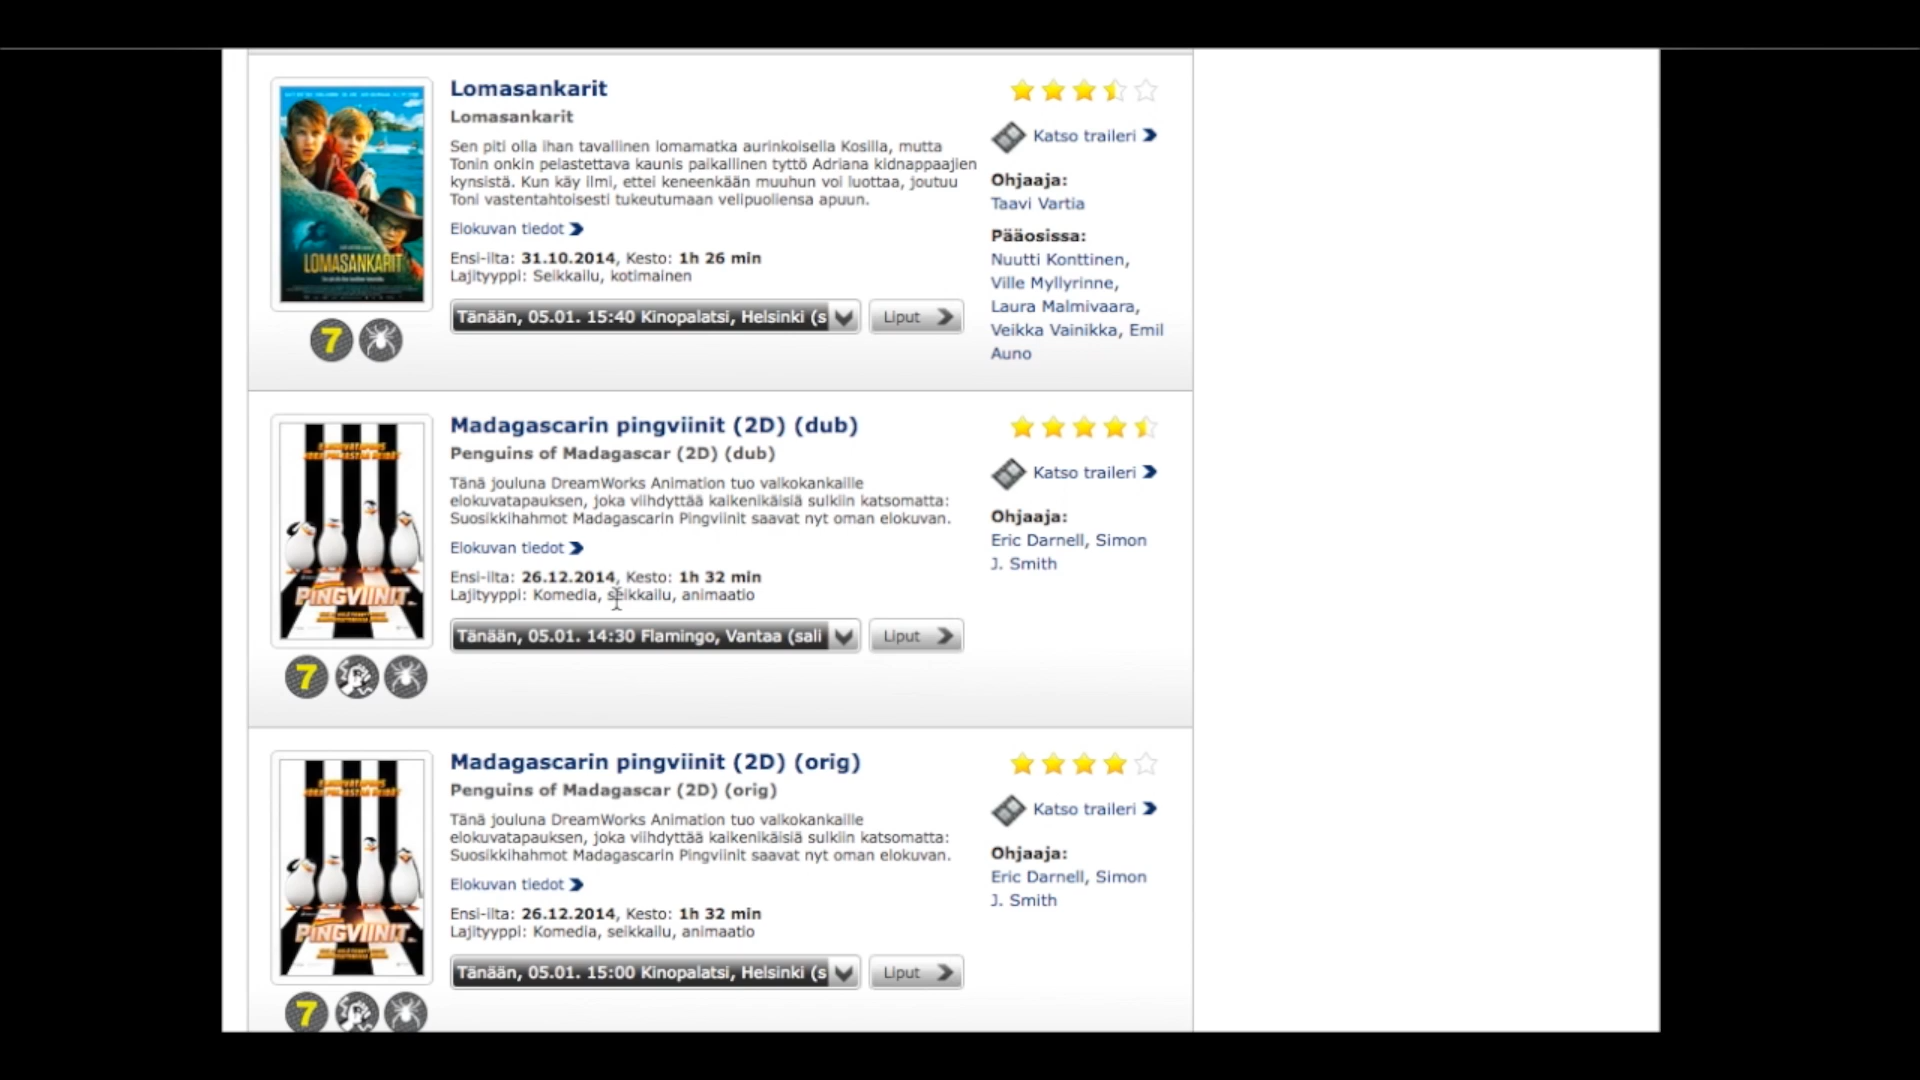 Lomasankarit
Lomasankarit
Sen piti olla ihan tavallinen lomamatka aurinkoisella Kosilla, mutta
Tonin onkin pelastettava kaunis paikallinen tyttö Adriana kidnappaajien
kynsistä. Kun käy ilmi, ettei keneenkään muuhun voi luottaa, joutuu
Toni vastentahtoisesti tukeutumaan velipuoliensa apuun.
Elokuvan tiedot
Ensi-ilta: 31.10.2014, Kesto: 1h 26 min
Lajityyppi: Seikkailu, kotimainen
Tänään, 05.01. 15:40 Kinopalatsi, Helsinki (s
Liput
Katso traileri
Ohjaaja:
Taavi Vartia
Pääosissa:
Nuutti Konttinen,
Ville Myllyrinne,
Laura Malmivaara,
Veikka Vainikka, Emil
Auno
LOMASANKARIT
7
Madagascarin pingviinit (2D) (dub)
Penguins of Madagascar (2D) (dub)
Tänä jouluna DreamWorks Animation tuo valkokankaille
elokuvatapauksen, joka viihdyttää kaikenikäisiä sulkiin katsomatta:
Suosikkihahmot Madagascarin Pingviinit saavat nyt oman elokuvan.
Elokuvan tiedot
Ensi-ilta: 26.12.2014, Kesto: 1h 32 min
Lajityyppi: Komedia, seikkailu, animaatio
Tänään, 05.01. 14:30 Flamingo, Vantaa (sali
Liput
Katso traileri
Ohjaaja:
Eric Darnell, Simon
J. Smith
PINGVIINIT
7
Madagascarin pingviinit (2D) (orig)
Penguins of Madagascar (2D) (orig)
Tänä jouluna DreamWorks Animation tuo valkokankaille
elokuvatapauksen, joka viihdyttää kaikenikäisiä sulkiin katsomatta:
Suosikkihahmot Madagascarin Pingviinit saavat nyt oman elokuvan.
Elokuvan tiedot
Ensi-ilta: 26.12.2014, Kesto: 1h 32 min
Lajityyppi: Komedia, seikkailu, animaatio
Tänään, 05.01. 15:00 Kinopalatsi, Helsinki (s
Liput
Katso traileri
Ohjaaja:
Eric Darnell, Simon
J. Smith
PINGVIINIT
7